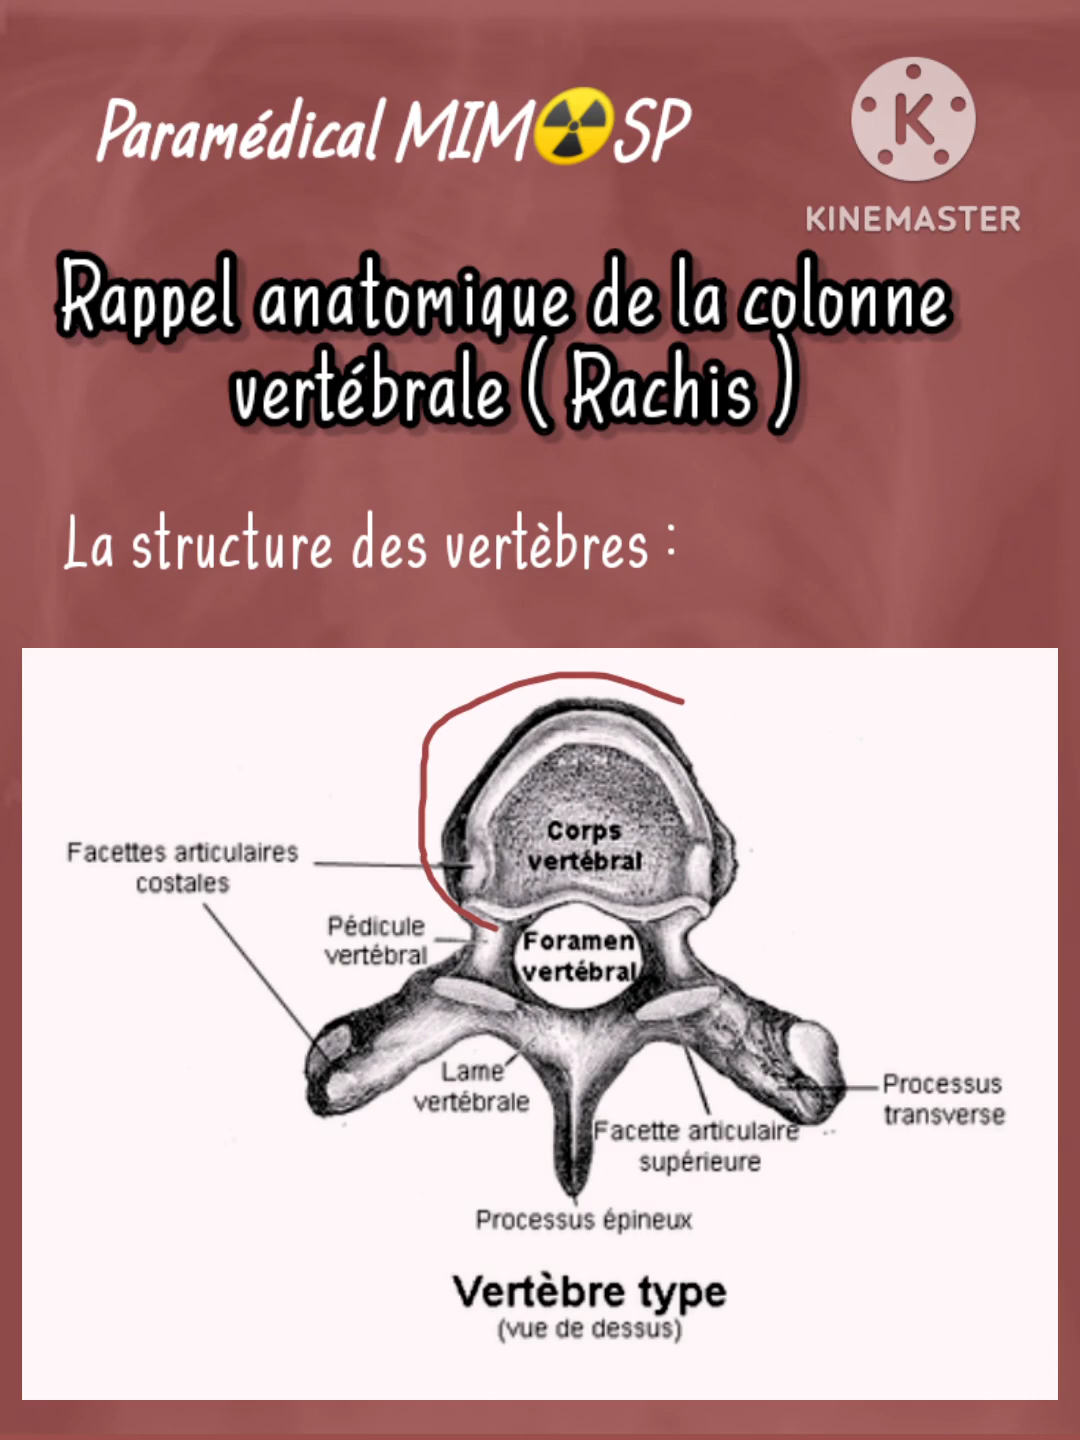 Paramédical MIM☢SP
K
KINEMASTER
Rappel anatomique de la colonne
vertébrale ( Rachis )
La structure des vertèbres :
Corps
vertébral
Facettes articulaires
costales
Pédicule
vertébral
Foramen
vertébral
Lame
vertébrale
Processus
transverse
Facette articulaire
supérieure
Processus épineux
Vertèbre type
(vue de dessus)